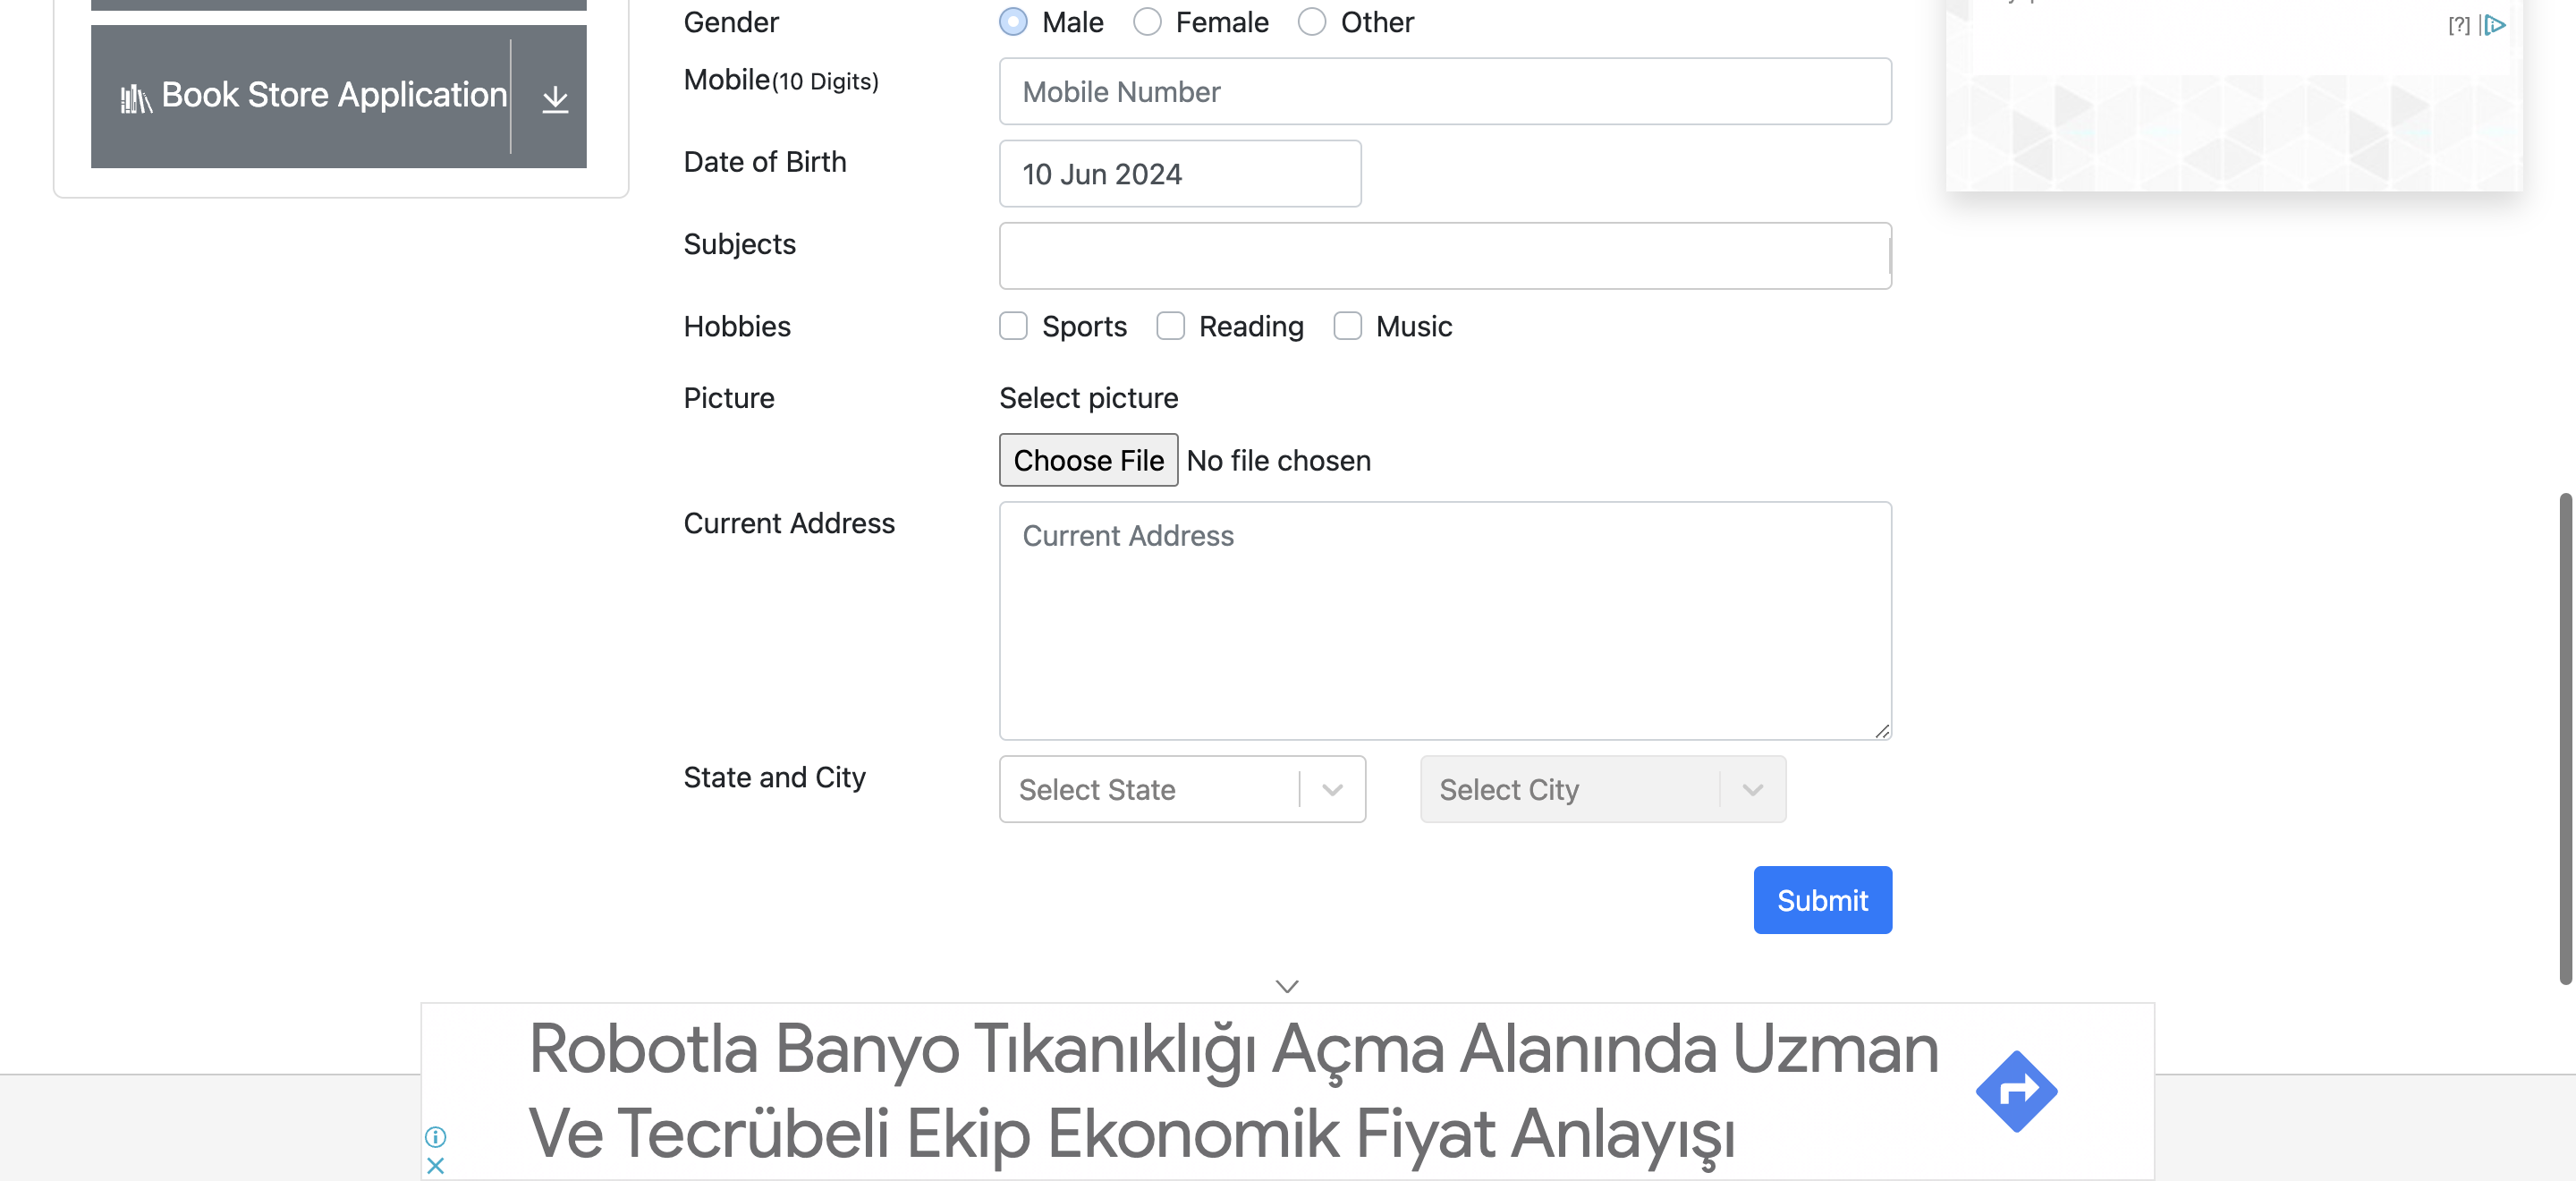 Gender
Male Female Other
Book Store Application
Mobile(10 Digits)
Mobile Number
Date of Birth
10 Jun 2024
Subjects
Hobbies
Sports Reading Music
Picture
Select picture
Choose File No file chosen
Current Address
Current Address
State and City
Select State
Select City
Submit
[?]
Robotla Banyo Tıkanıklığı Açma Alanında Uzman
Ve Tecrübeli Ekip Ekonomik Fiyat Anlayışı